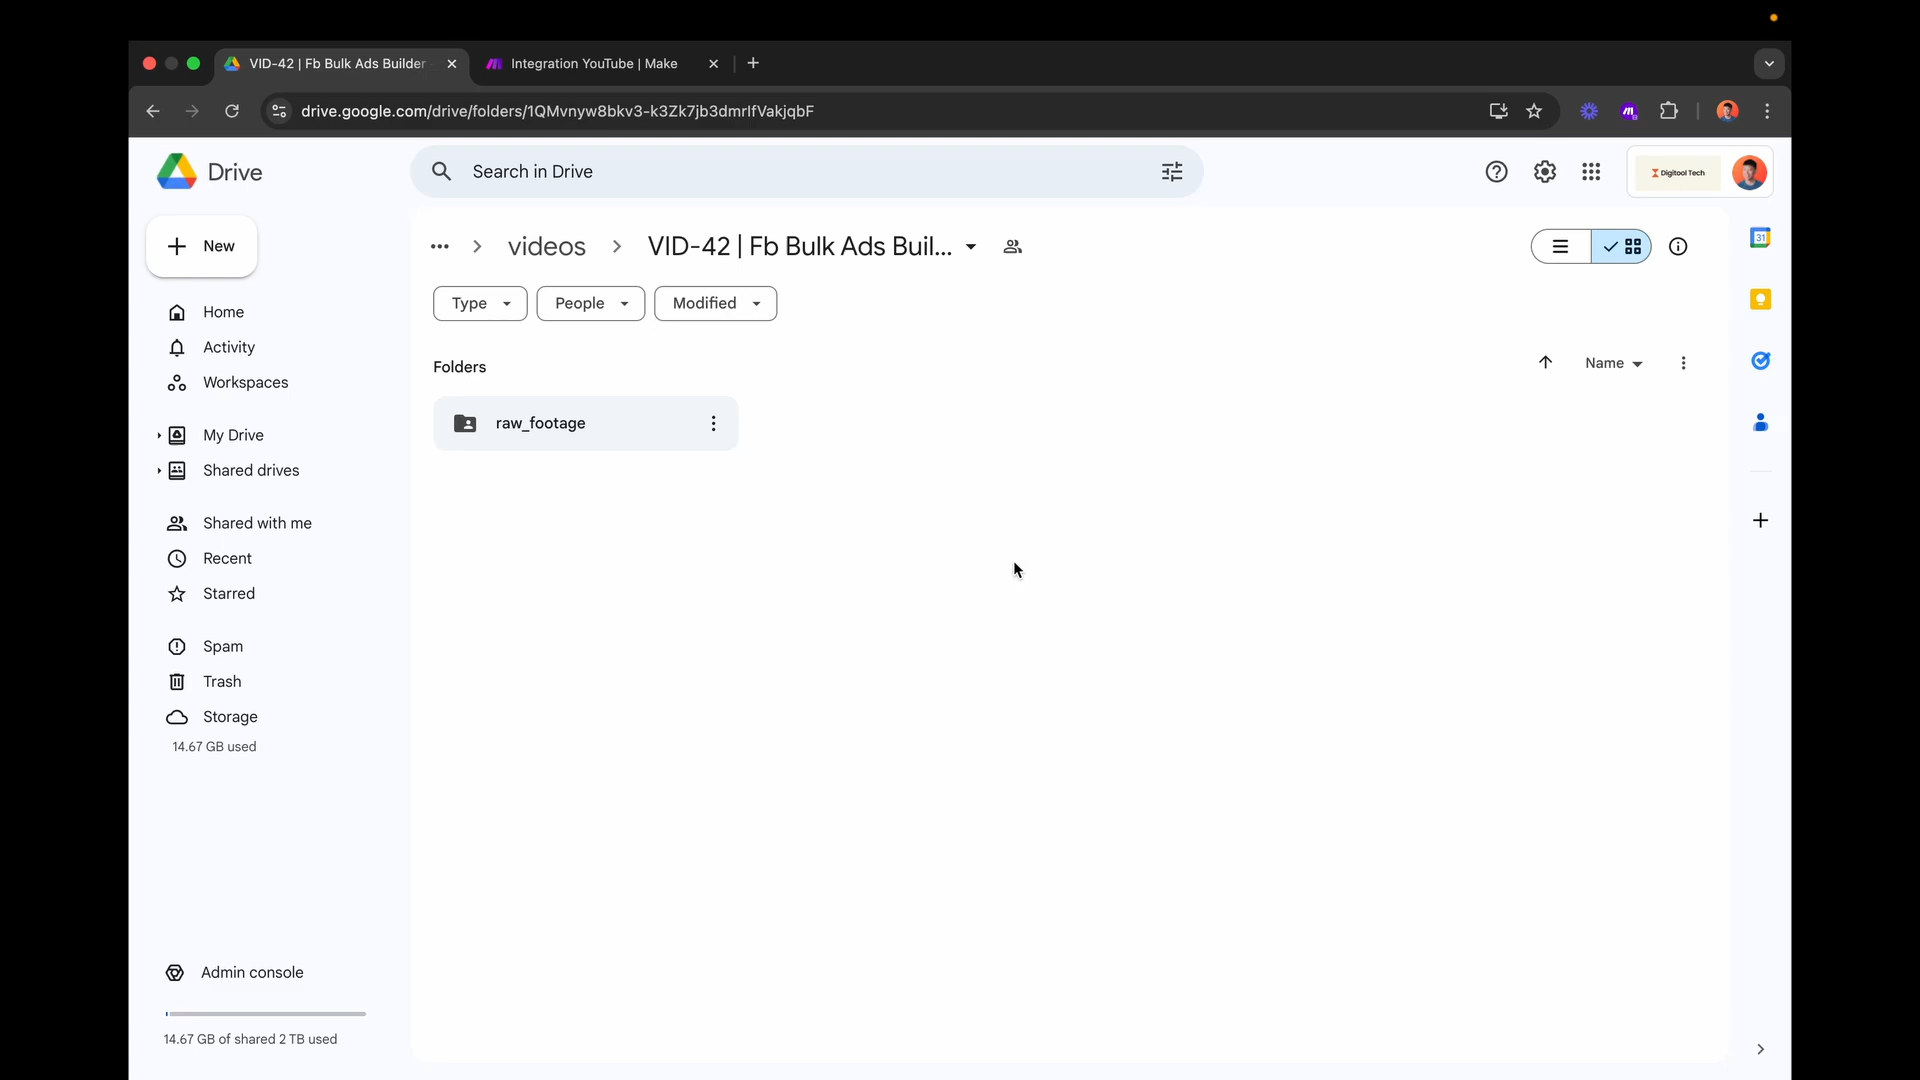 VID-42 | Fb Bulk Ads Builder
Integration YouTube | Make
drive.google.com/drive/folders/1QMvnyw8bkv3-k3Zk7jb3dmrIfVakjqbF
Drive
Search in Drive
Digitool Tech
New
videos
VID-42 | Fb Bulk Ads Buil...
Type
People
Modified
Home
Activity
Workspaces
My Drive
Shared drives
Shared with me
Recent
Starred
Spam
Trash
Storage
14.67 GB used
Folders
Name
raw_footage
31
Admin console
14.67 GB of shared 2 TB used